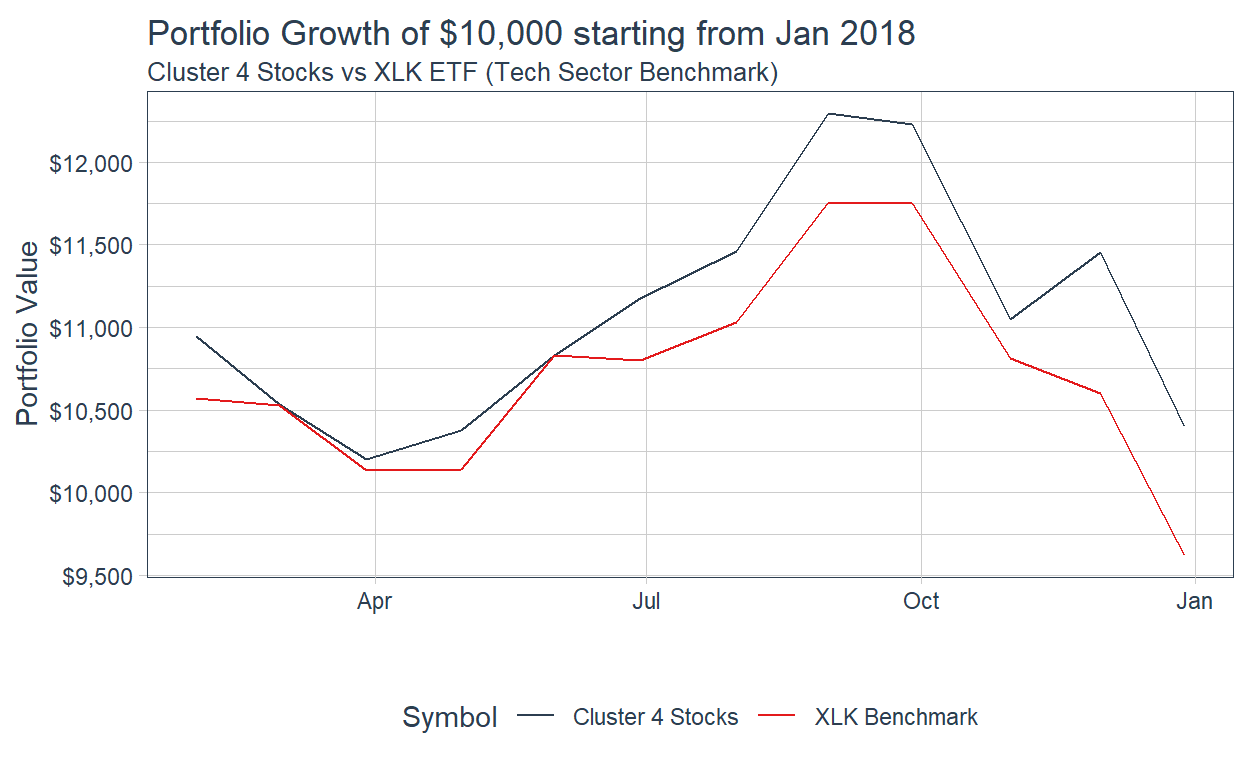 Portfolio Growth of $10,000 starting from Jan 2018
Cluster 4 Stocks vs XLK ETF (Tech Sector Benchmark)
Portfolio Value
$12,000
$11,500
$11,000
$10,500
$10,000
$9,500
Apr Jul Oct Jan
Symbol Cluster 4 Stocks XLK Benchmark